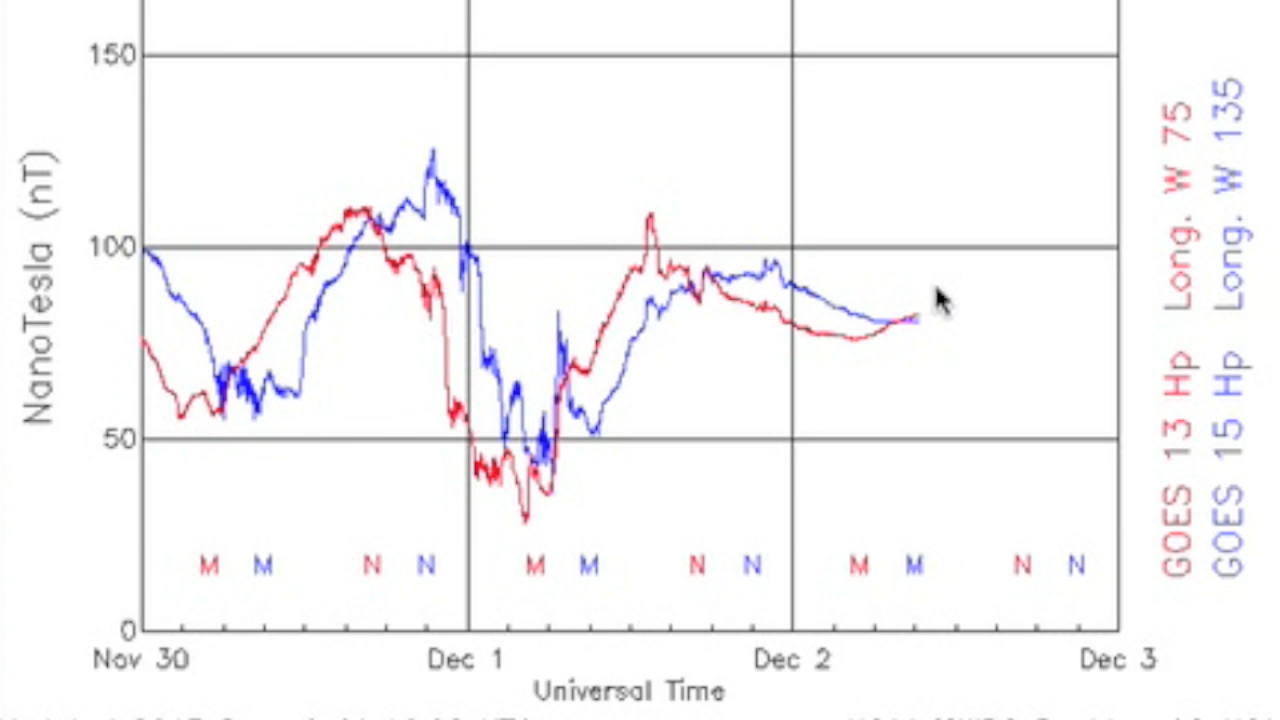 150
100
50
0
NanoTesla (nT)
M M N N M M N N M M N N
Nov 30 Dec 1 Dec 2 Dec 3
Universal Time
GOES 13 Hp Long. W 75
GOES 15 Hp Long. W 135